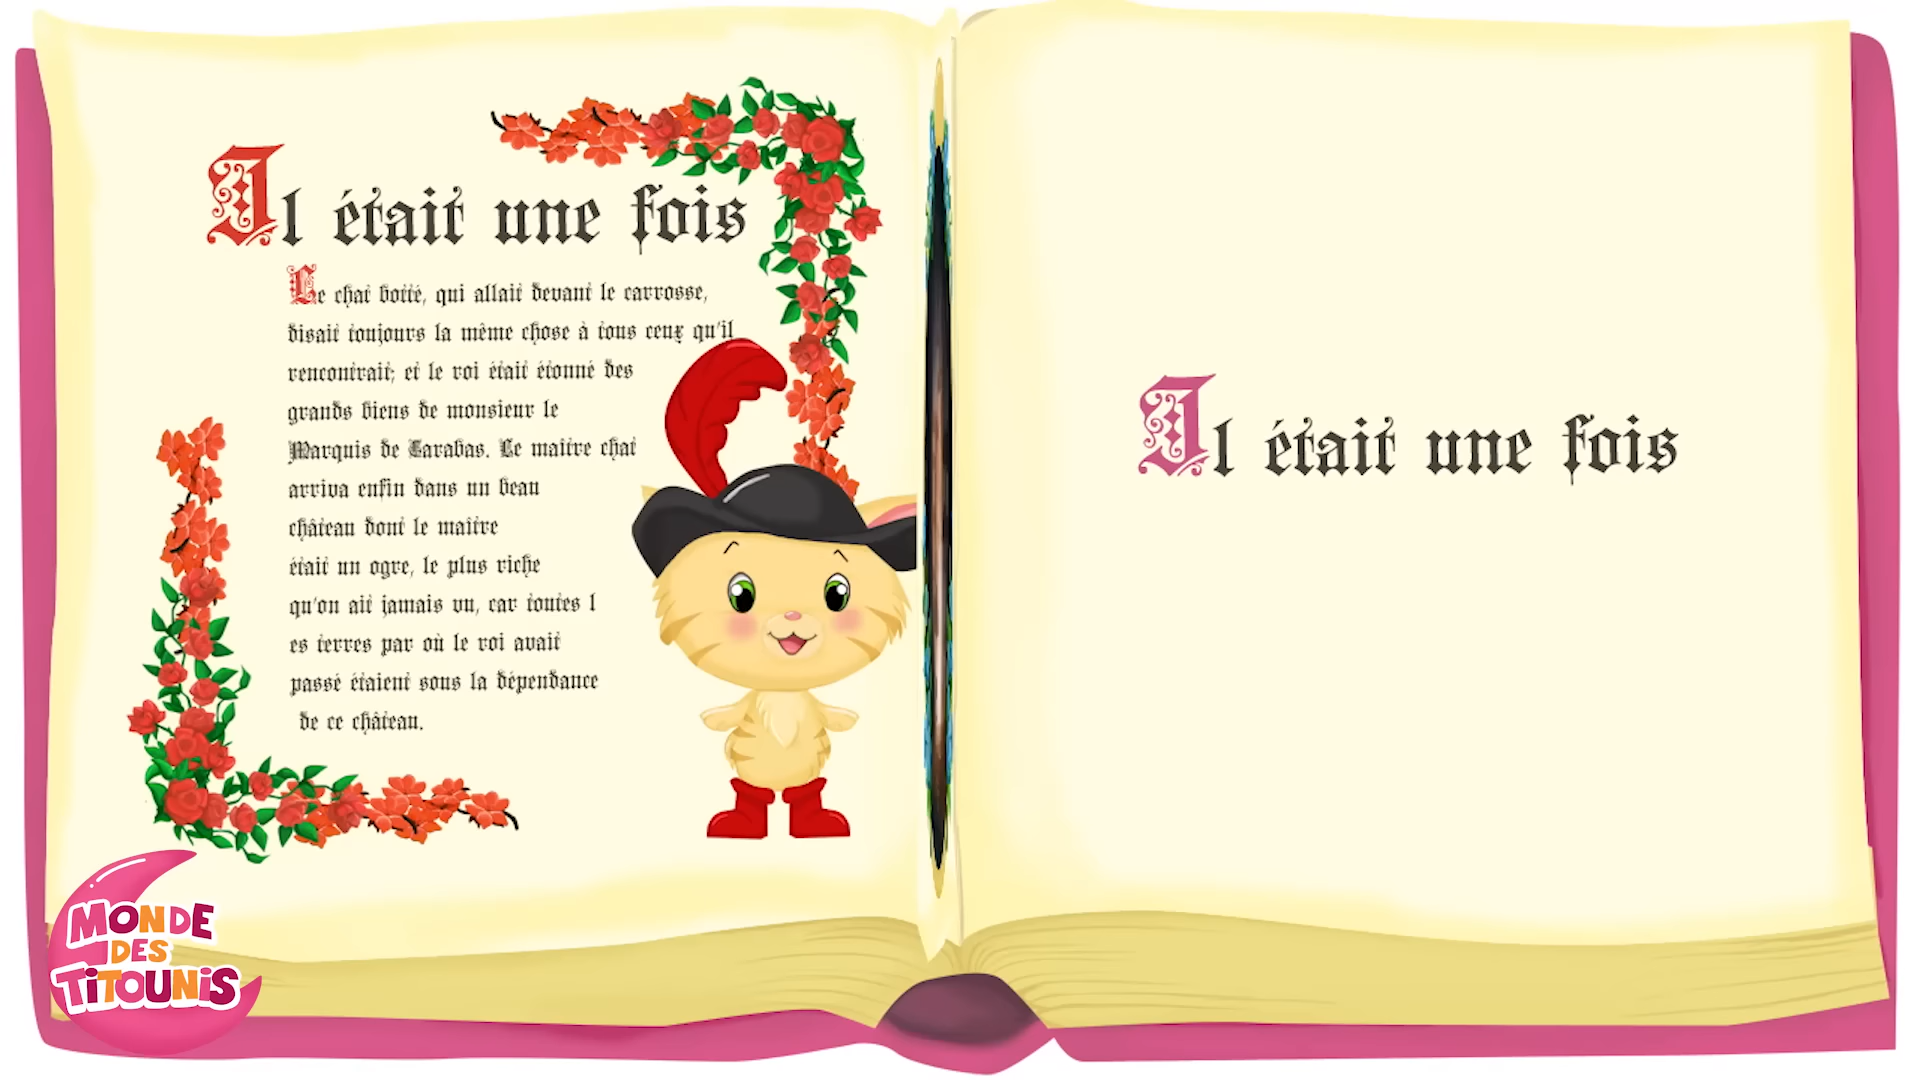 Il était une fois
Le chat botté, qui allait devant le carrosse,
disait toujours la même chose à tous ceux qu'il
rencontrait; et le roi était étonné des
grands biens de monsieur le
Marquis de Carabas. Le maître chat
arriva enfin dans un beau
château dont le maître
était un ogre, le plus riche
qu'on ait jamais vu, car toutes l
es terres par où le roi avait
passé étaient sous la dépendance
de ce château.
MONDE
DES
TiTOUNiS
Il était une fois